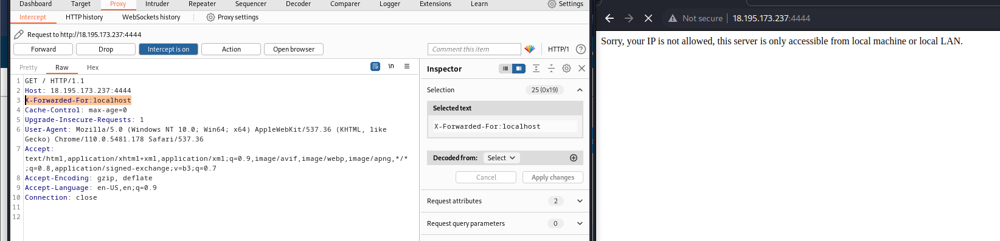 Dashboard Target Proxy Intruder Repeater Sequencer Decoder Comparer Logger Extensions Learn Settings
Intercept HTTP history WebSockets history Proxy settings
Request to http://18.195.173.237:4444
Forward Drop Intercept is on Action Open browser Comment this item HTTP/1
Pretty Raw Hex \n
1 GET / HTTP/1.1
2 Host: 18.195.173.237:4444
3 X-Forwarded-For:localhost
4 Cache-Control: max-age=0
5 Upgrade-Insecure-Requests: 1
6 User-Agent: Mozilla/5.0 (Windows NT 10.0; Win64; x64) AppleWebKit/537.36 (KHTML, like
Gecko) Chrome/110.0.5481.178 Safari/537.36
7 Accept:
text/html,application/xhtml+xml,application/xml;q=0.9,image/avif,image/webp,image/apng,*/*
;q=0.8,application/signed-exchange;v=b3;q=0.7
8 Accept-Encoding: gzip, deflate
9 Accept-Language: en-US,en;q=0.9
10 Connection: close
11
12
Inspector
Selection 25 (0x19)
Selected text
X-Forwarded-For:localhost
Decoded from: Select
Cancel Apply changes
Request attributes 2
Request query parameters 0
Not secure 18.195.173.237:4444
Sorry, your IP is not allowed, this server is only accessible from local machine or local LAN.